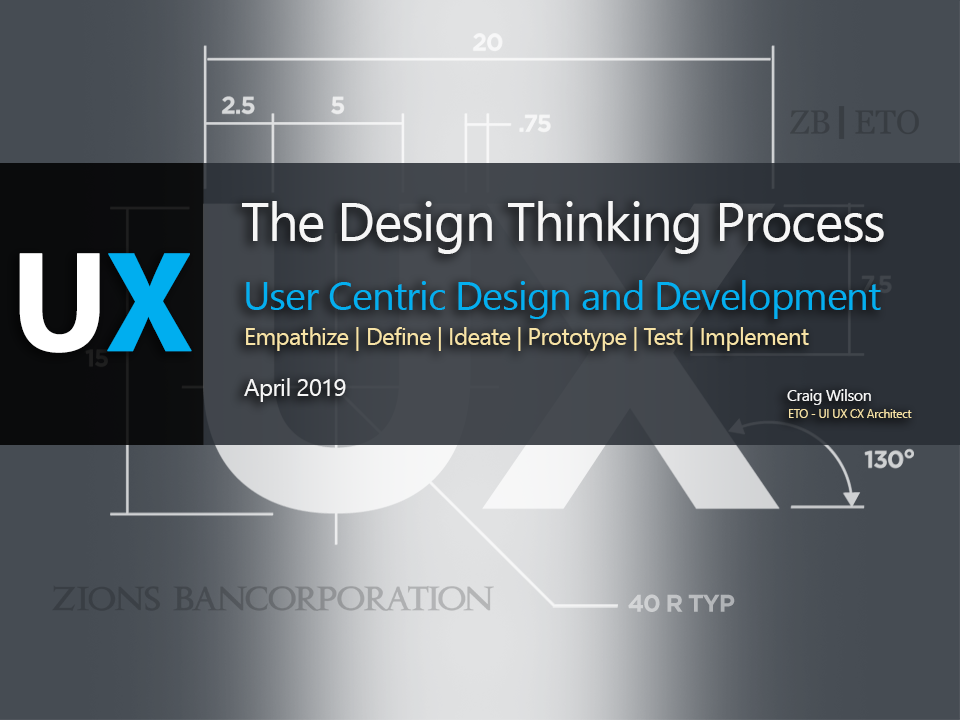 20
2.5
5
.75
ZB | ETO
The Design Thinking Process
UX
User Centric Design and Development
7.5
Empathize | Define | Ideate | Prototype | Test | Implement
15
April 2019
Craig Wilson
ETO - UI UX CX Architect
UX
130°
ZIONS BANCORPORATION
40 R TYP